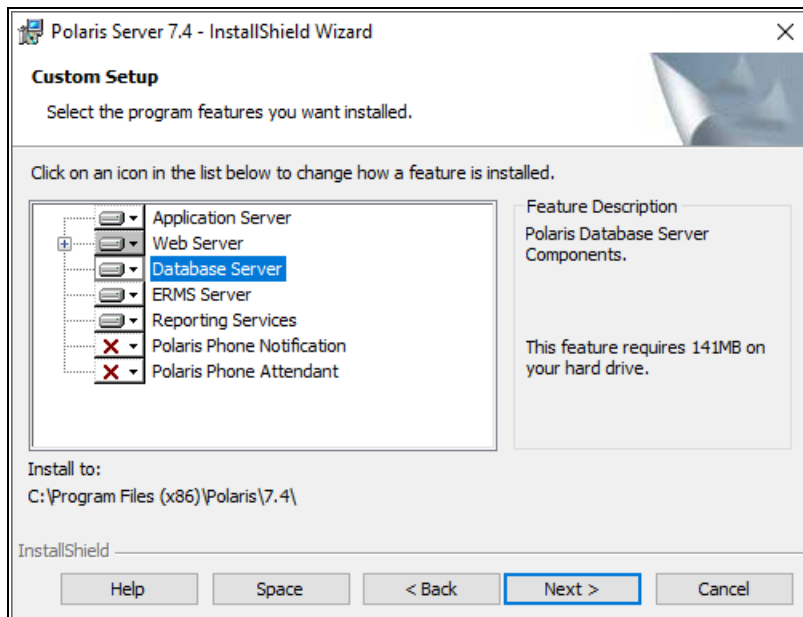 Polaris Server 7.4 - InstallShield Wizard
Custom Setup
Select the program features you want installed.
Click on an icon in the list below to change how a feature is installed.
Application Server
Web Server
Database Server
ERMS Server
Reporting Services
Polaris Phone Notification
Polaris Phone Attendant
Feature Description
Polaris Database Server
Components.
This feature requires 141MB on
your hard drive.
Install to:
C:\Program Files (x86)\Polaris\7.4\
InstallShield
Help
Space
< Back
Next >
Cancel